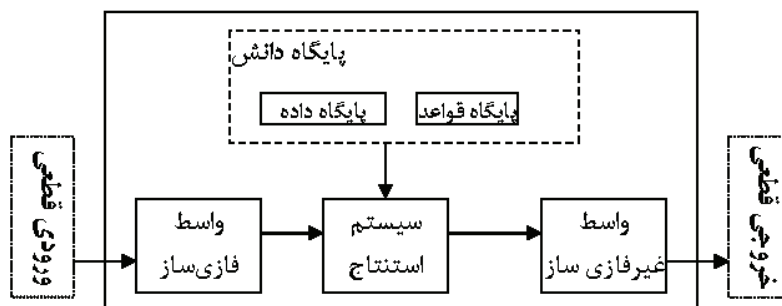 پایگاه دانش
پایگاه قواعد
پایگاه داده
ورودی قطعی
واسط
فازی‌ساز
سیستم
استنتاج
واسط
غیرفازی ساز
خروجی قطعی